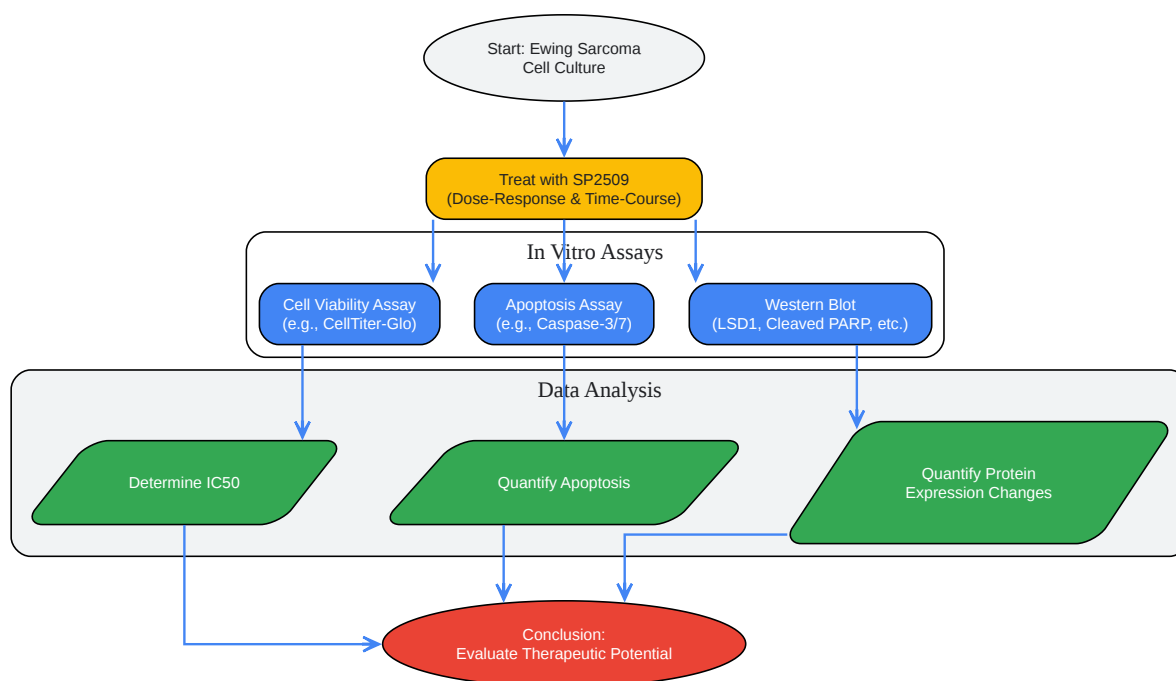 Start: Ewing Sarcoma
Cell Culture
Treat with SP2509
(Dose-Response & Time-Course)
In Vitro Assays
Cell Viability Assay
(e.g., CellTiter-Glo)
Apoptosis Assay
(e.g., Caspase-3/7)
Western Blot
(LSD1, Cleaved PARP, etc.)
Data Analysis
Determine IC50
Quantify Apoptosis
Quantify Protein
Expression Changes
Conclusion:
Evaluate Therapeutic Potential